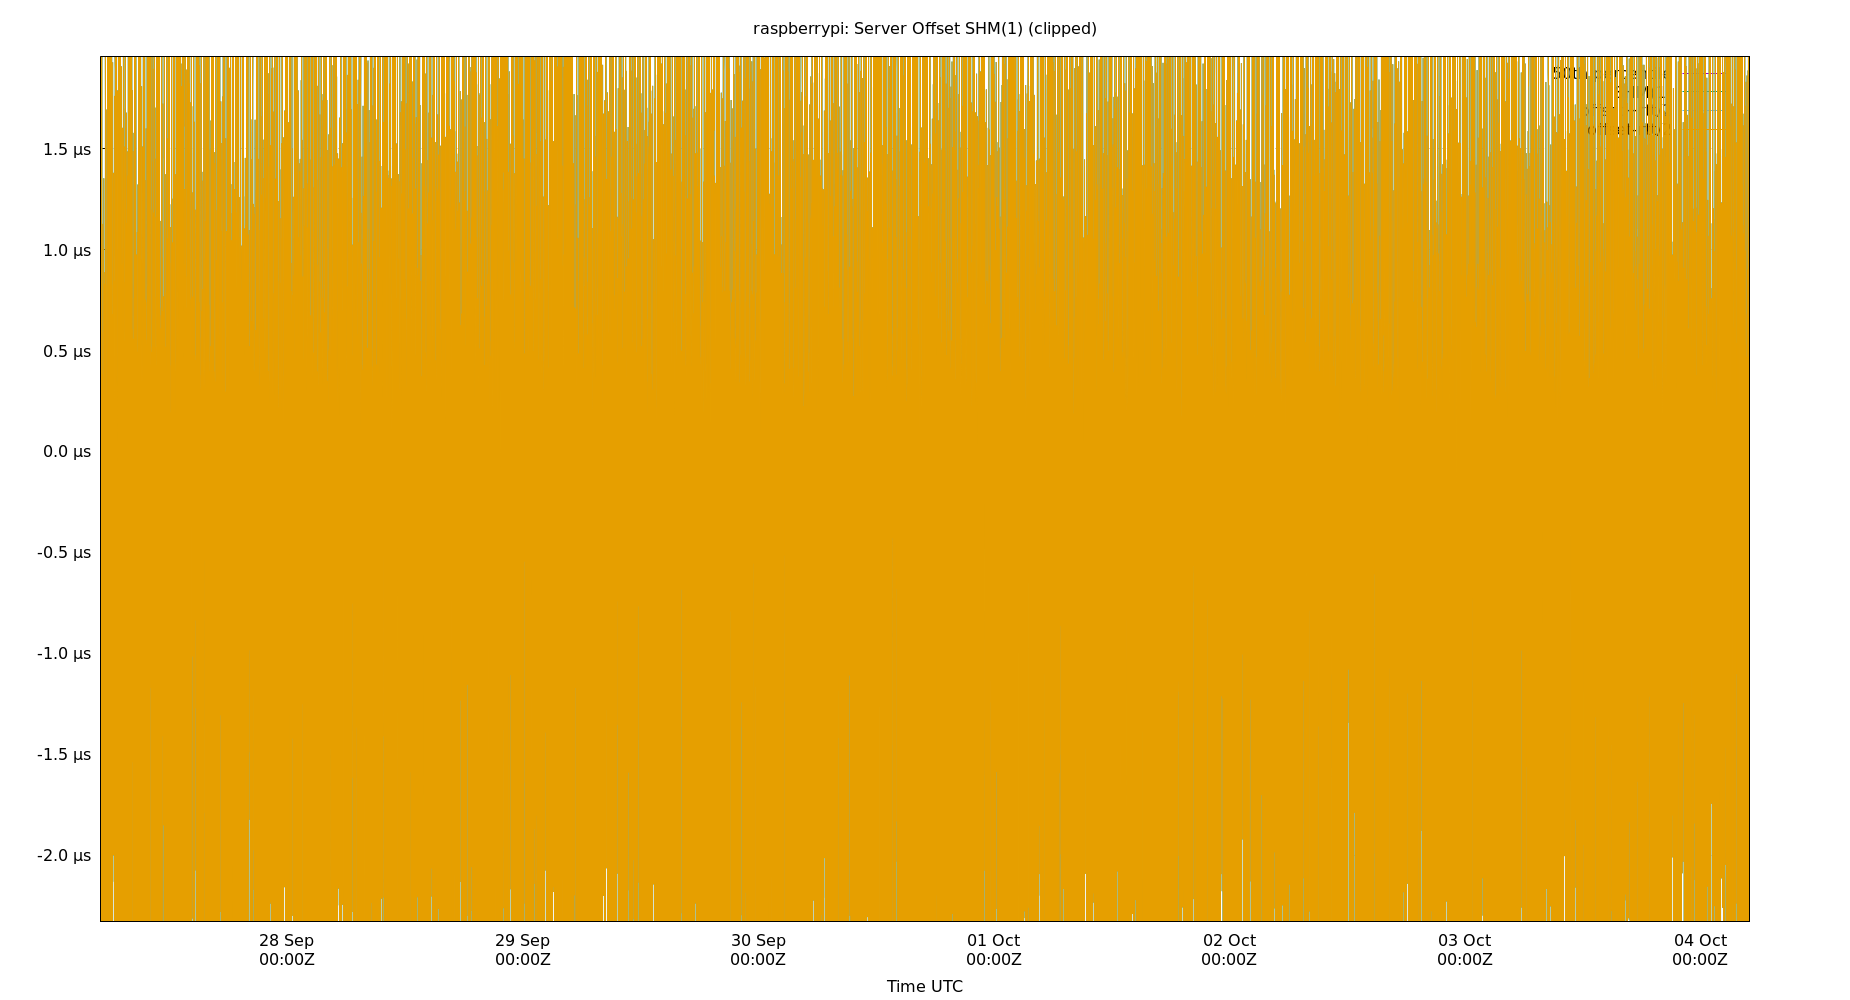 raspberrypi: Server Offset SHM(1) (clipped)
1.5 µs
1.0 µs
0.5 µs
0.0 µs
-0.5 µs
-1.0 µs
-1.5 µs
-2.0 µs
28 Sep 29 Sep 30 Sep 01 Oct 02 Oct 03 Oct 04 Oct
00:00Z 00:00Z 00:00Z 00:00Z 00:00Z 00:00Z 00:00Z
Time UTC